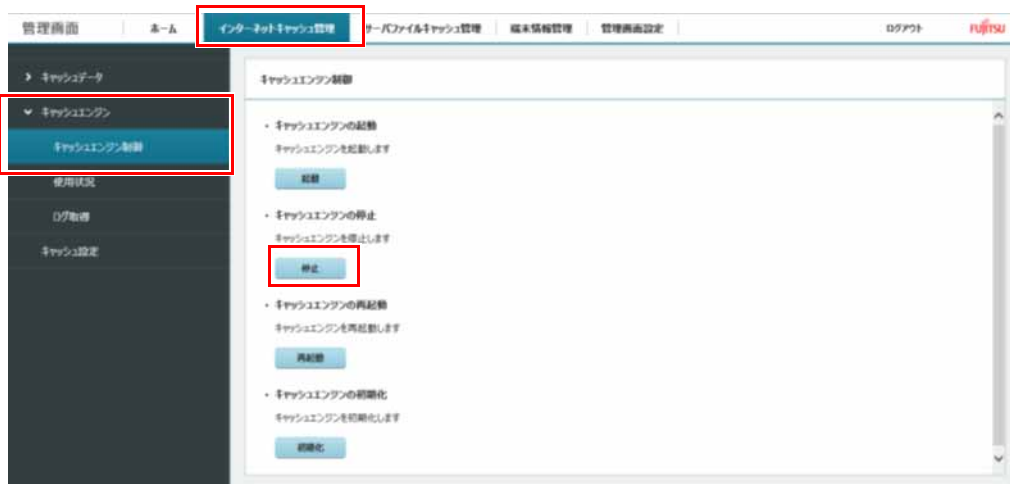 管理画面 ホーム インターネットキャッシュ管理 サーバファイルキャッシュ管理 端末情報管理 管理画面設定 ログアウト FUJITSU
キャッシュデータ
キャッシュエンジン
キャッシュエンジン制御
使用状況
ログ取得
キャッシュ設定
キャッシュエンジン制御
・ キャッシュエンジンの起動
キャッシュエンジンを起動します
起動
・ キャッシュエンジンの停止
キャッシュエンジンを停止します
停止
・ キャッシュエンジンの再起動
キャッシュエンジンを再起動します
再起動
・ キャッシュエンジンの初期化
キャッシュエンジンを初期化します
初期化